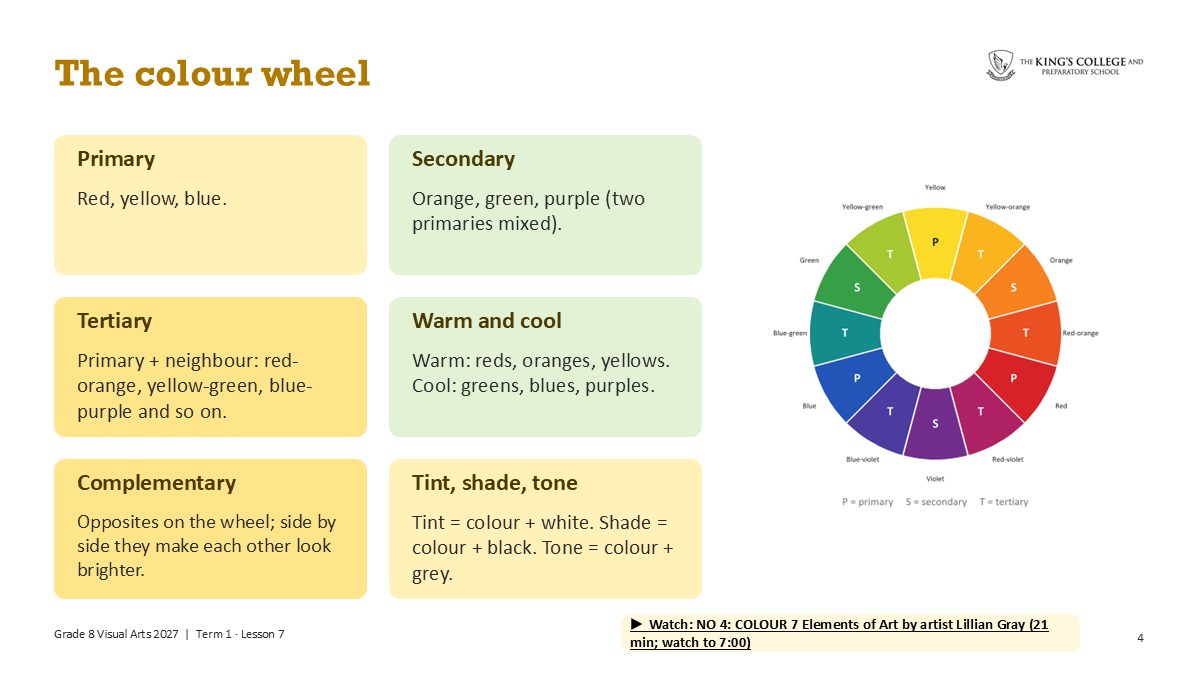 The colour wheel
THE KING'S COLLEGE AND
PREPARATORY SCHOOL
Primary
Red, yellow, blue.
Secondary
Orange, green, purple (two
primaries mixed).
Tertiary
Primary + neighbour: red-
orange, yellow-green, blue-
purple and so on.
Warm and cool
Warm: reds, oranges, yellows.
Cool: greens, blues, purples.
Complementary
Opposites on the wheel; side by
side they make each other look
brighter.
Tint, shade, tone
Tint = colour + white. Shade =
colour + black. Tone = colour +
grey.
Yellow
Yellow-green
Yellow-orange
Green
Orange
Blue-green
Red-orange
Blue
Red
Blue-violet
Red-violet
Violet
P
T
T
S
S
T
T
P
P
T
T
S
P = primary S = secondary T = tertiary
Grade 8 Visual Arts 2027 | Term 1 · Lesson 7
▶ Watch: NO 4: COLOUR 7 Elements of Art by artist Lillian Gray (21
min; watch to 7:00)
4